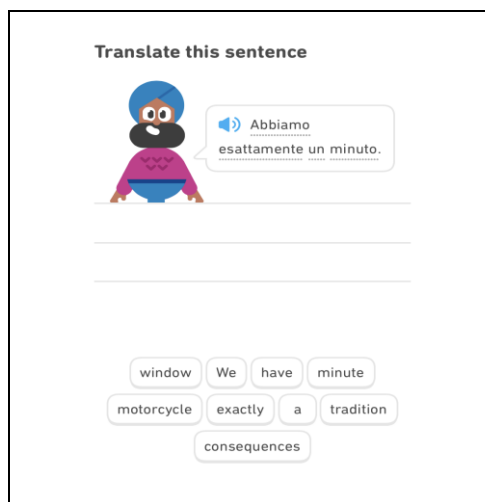 Translate this sentence
Abbiamo
esattamente un minuto.
window We have minute
motorcycle exactly a tradition
consequences